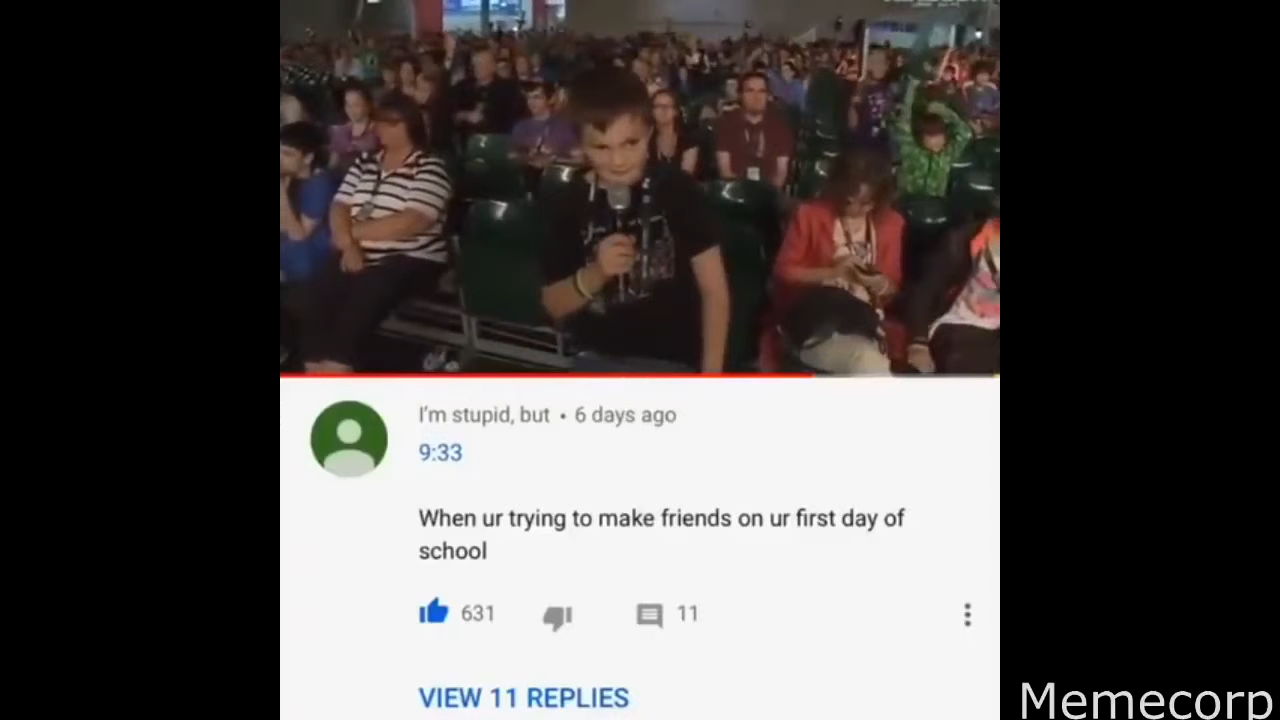 I'm stupid, but • 6 days ago
9:33
When ur trying to make friends on ur first day of
school
631
11
VIEW 11 REPLIES
Memecorp